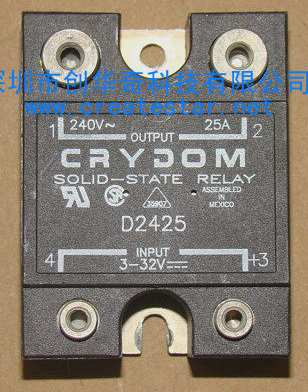 深圳市创华奇科技有限公司
www.createstar.net
240V~ 25A
1 OUTPUT 2
CRYDOM
SOLID-STATE RELAY
38907
ASSEMBLED
IN
MEXICO
D2425
4 INPUT +3
3-32V